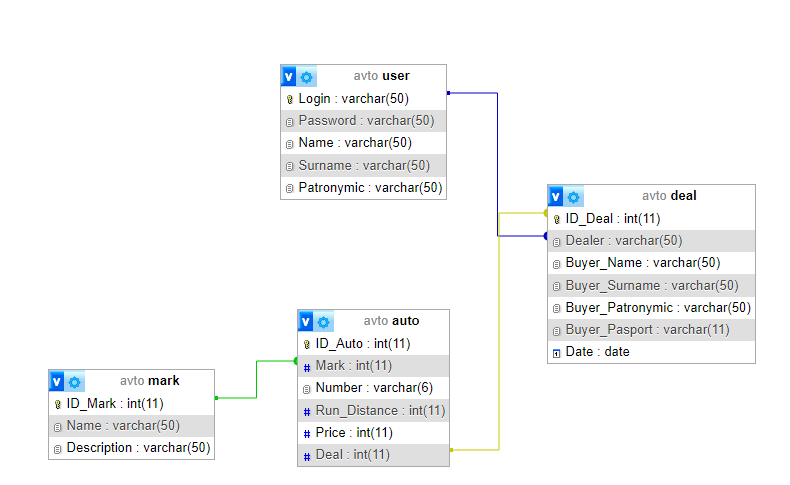 v avto user
Login : varchar(50)
Password : varchar(50)
Name : varchar(50)
Surname : varchar(50)
Patronymic : varchar(50)
v avto deal
ID_Deal : int(11)
Dealer : varchar(50)
Buyer_Name : varchar(50)
Buyer_Surname : varchar(50)
Buyer_Patronymic : varchar(50)
Buyer_Pasport : varchar(11)
Date : date
v avto auto
ID_Auto : int(11)
# Mark : int(11)
Number : varchar(6)
# Run_Distance : int(11)
# Price : int(11)
# Deal : int(11)
v avto mark
ID_Mark : int(11)
Name : varchar(50)
Description : varchar(50)